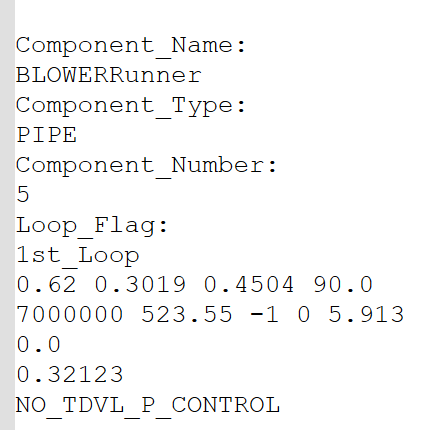 Component_Name:
BLOWERRunner
Component_Type:
PIPE
Component_Number:
5
Loop_Flag:
1st_Loop
0.62 0.3019 0.4504 90.0
7000000 523.55 -1 0 5.913
0.0
0.32123
NO_TDVL_P_CONTROL